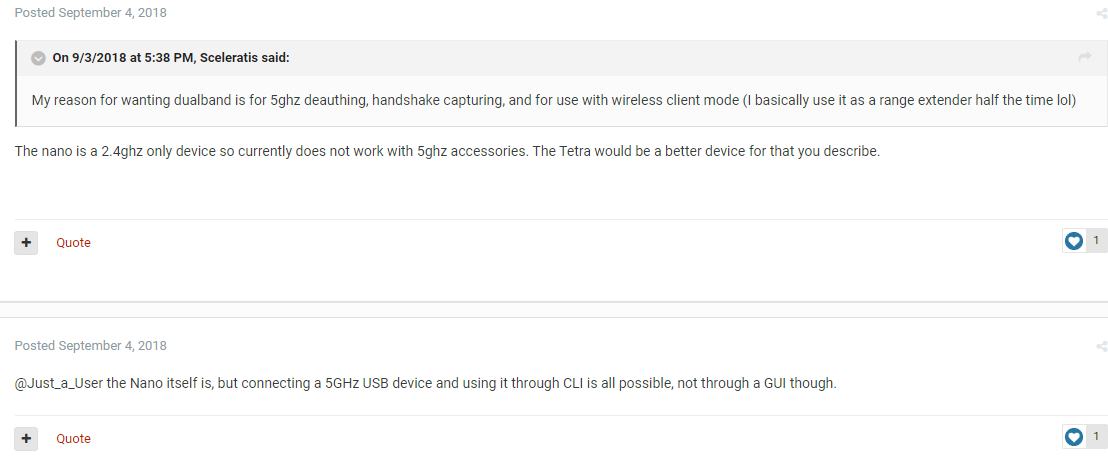 Posted September 4, 2018
On 9/3/2018 at 5:38 PM, Sceleratis said:
My reason for wanting dualband is for 5ghz deauthing, handshake capturing, and for use with wireless client mode (I basically use it as a range extender half the time lol)
The nano is a 2.4ghz only device so currently does not work with 5ghz accessories. The Tetra would be a better device for that you describe.
+ Quote
1
Posted September 4, 2018
@Just_a_User the Nano itself is, but connecting a 5GHz USB device and using it through CLI is all possible, not through a GUI though.
+ Quote
1